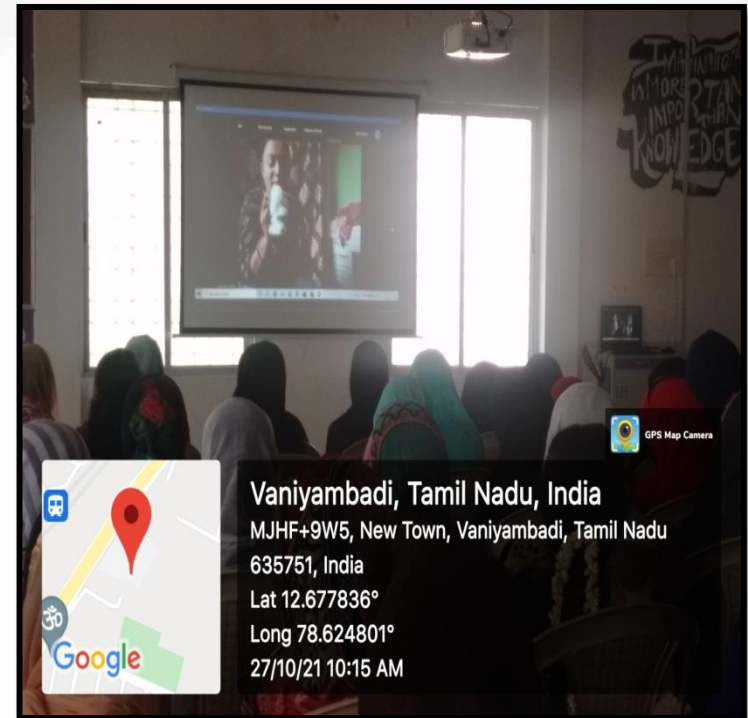 IMAGINATION
IS MORE
IMPORTANT
THAN
KNOWLEDGE
GPS Map Camera
Vaniyambadi, Tamil Nadu, India
MJHF+9W5, New Town, Vaniyambadi, Tamil Nadu
635751, India
Lat 12.677836°
Long 78.624801°
27/10/21 10:15 AM
ॐ
Google